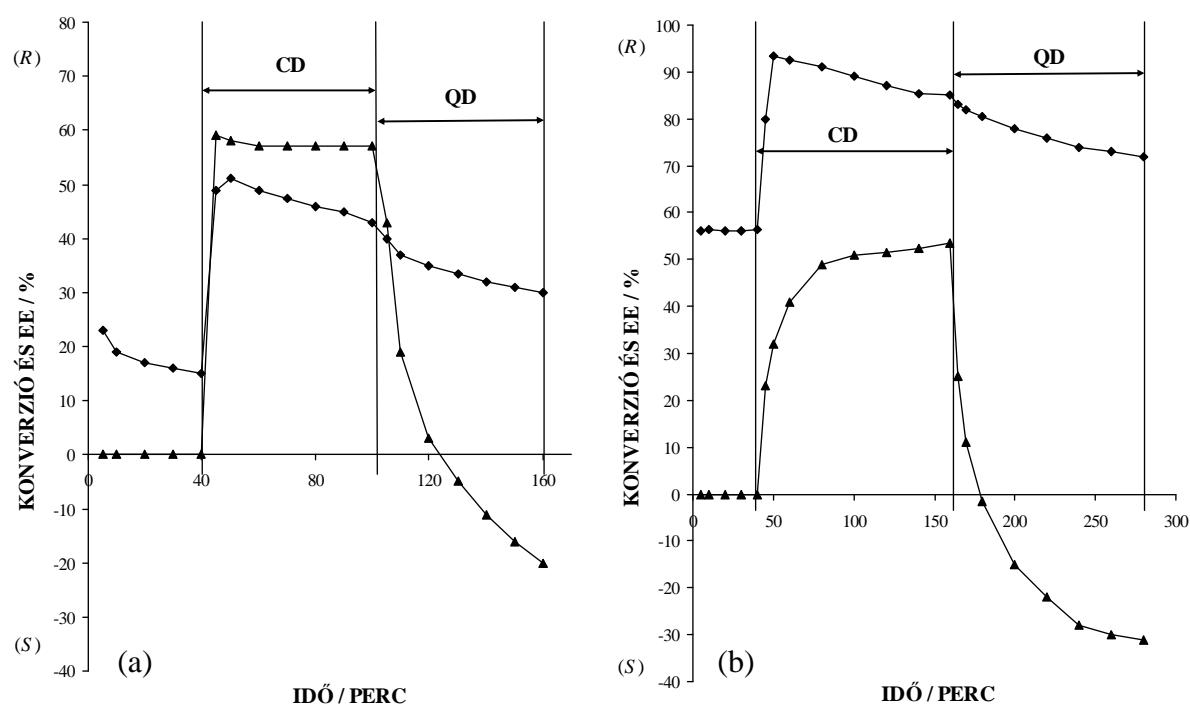 80
(R)
70
CD
60
QD
50
40
30
20
10
0
0
40
80
120
160
-10
-20
-30
(S)
-40
KONVERZIÓ ÉS EE / %
(a)
IDŐ / PERC
100
(R)
90
QD
80
CD
70
60
50
40
30
20
10
0
0
50
100
150
200
250
300
-10
-20
-30
(S)
-40
KONVERZIÓ ÉS EE / %
(b)
IDŐ / PERC